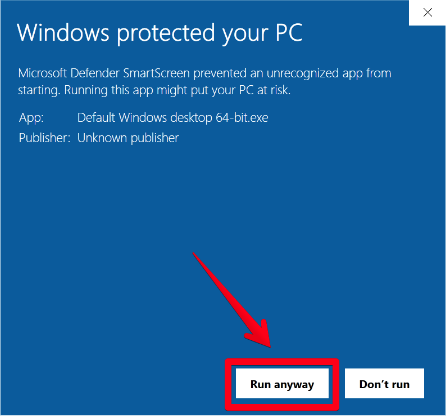 Windows protected your PC
Microsoft Defender SmartScreen prevented an unrecognized app from
starting. Running this app might put your PC at risk.
App: Default Windows desktop 64-bit.exe
Publisher: Unknown publisher
Run anyway Don't run